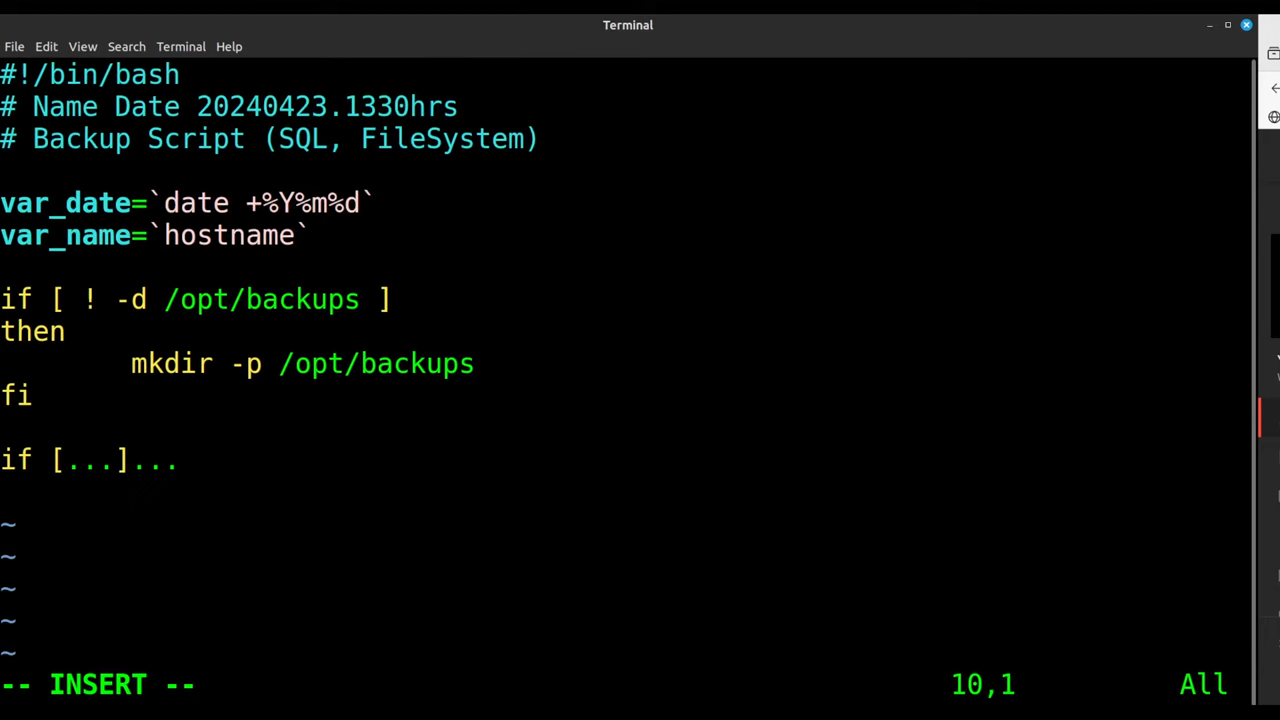 Terminal
File Edit View Search Terminal Help
#!/bin/bash
# Name Date 20240423.1330hrs
# Backup Script (SQL, FileSystem)
var_date=`date +%Y%m%d`
var_name=`hostname`
if [ ! -d /opt/backups ]
then
mkdir -p /opt/backups
fi
if [...]...
~
~
~
~
~
-- INSERT -- 10,1 All